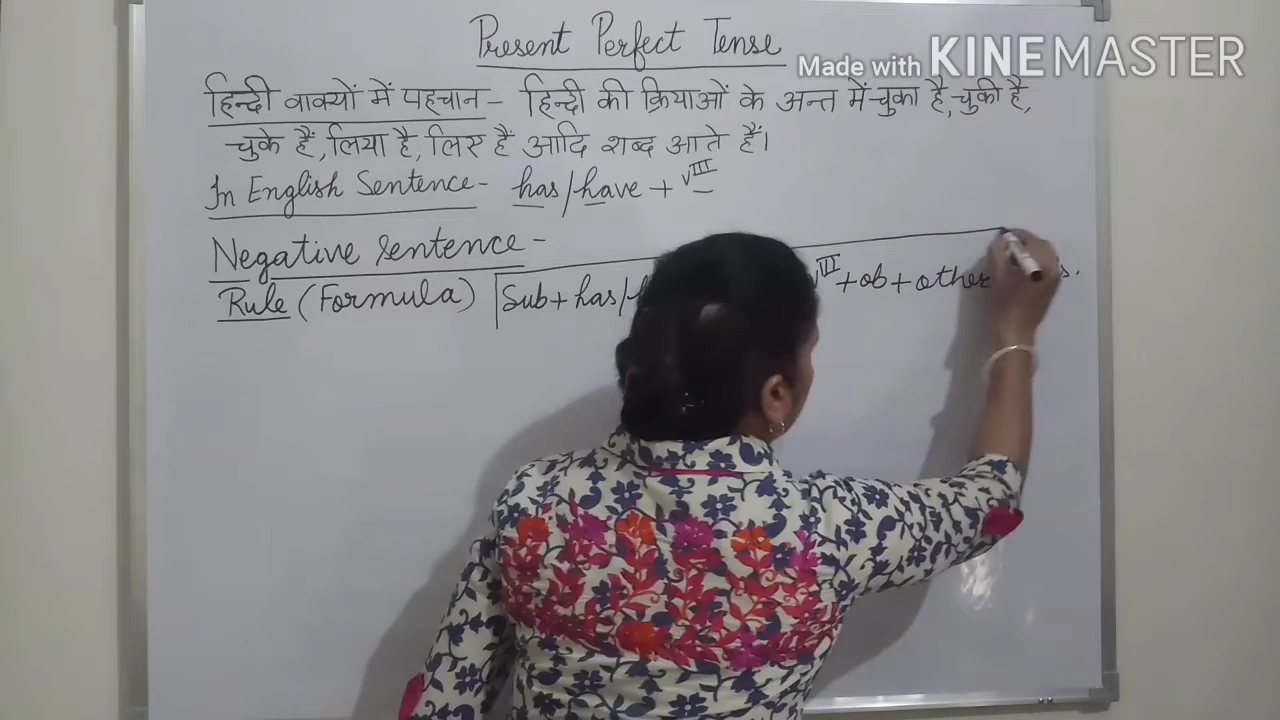 Present Perfect Tense
Made with KINEMASTER
हिन्दी वाक्यों में पहचान - हिन्दी की क्रियाओं के अन्त में चुका है, चुकी है,
चुके हैं, लिया है, लिए हैं आदि शब्द आते हैं।
In English Sentence - has/have + VIII
Negative sentence -
Rule (Formula) Sub + has/ VIII + ob + other